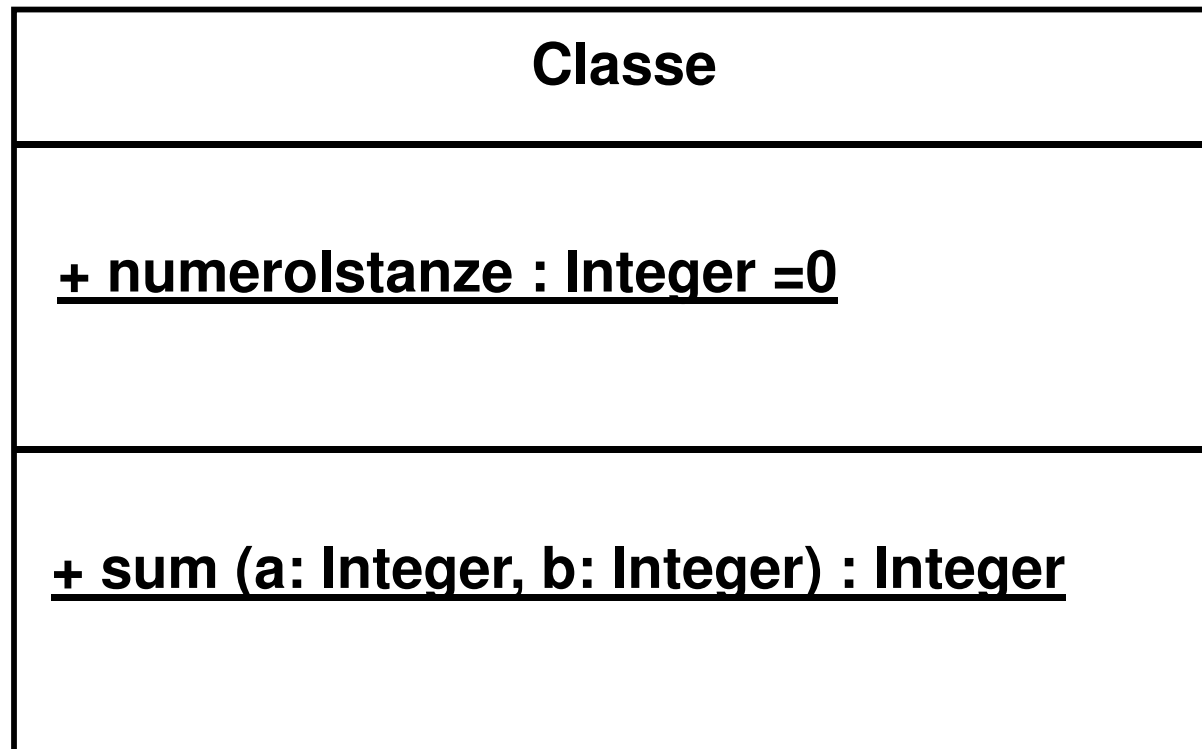 Classe
+ numeroIstanze : Integer =0
+ sum (a: Integer, b: Integer) : Integer